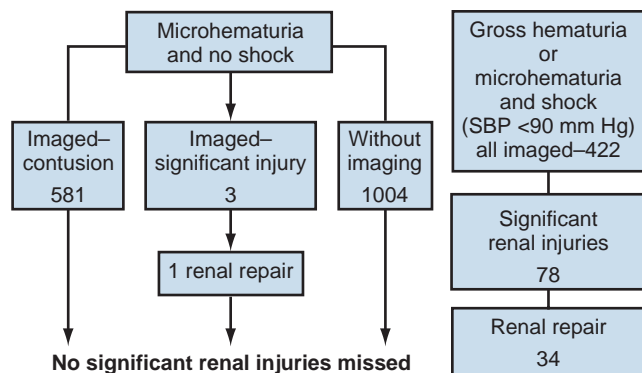 Microhematuria
and no shock
Imaged–
contusion
581
Imaged–
significant injury
3
Without
imaging
1004
1 renal repair
No significant renal injuries missed
Gross hematuria
or
microhematuria
and shock
(SBP <90 mm Hg)
all imaged–422
Significant
renal injuries
78
Renal repair
34